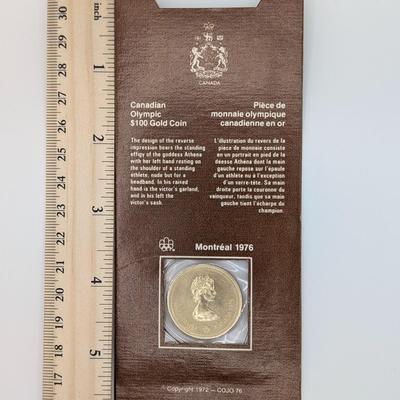 inch
1
2
3
4
5
30
29
28
27
26
25
24
23
22
21
20
19
18
17
CANADA
Canadian
Olympic
$100 Gold Coin
The design of the reverse
impression bears the standing
effigy of the goddess Athena
with her left hand resting on
the shoulder of a standing
athlete, nude but for a
headband. In his raised
hand is the victor's garland,
and in his left the
victor's sash.
Pièce de
monnaie olympique
canadienne en or
L'illustration du revers de la
pièce de monnaie consiste
en un portrait en pied de la
déesse Athena dont la main
gauche repose sur l'épaule
d'un athlète nu à l'exception
d'un serre-tête. Sa main
droite porte la couronne du
vainqueur, tandis que sa main
gauche tient l'écharpe du
champion.
Montréal 1976
Copyright 1972 — COJO 76